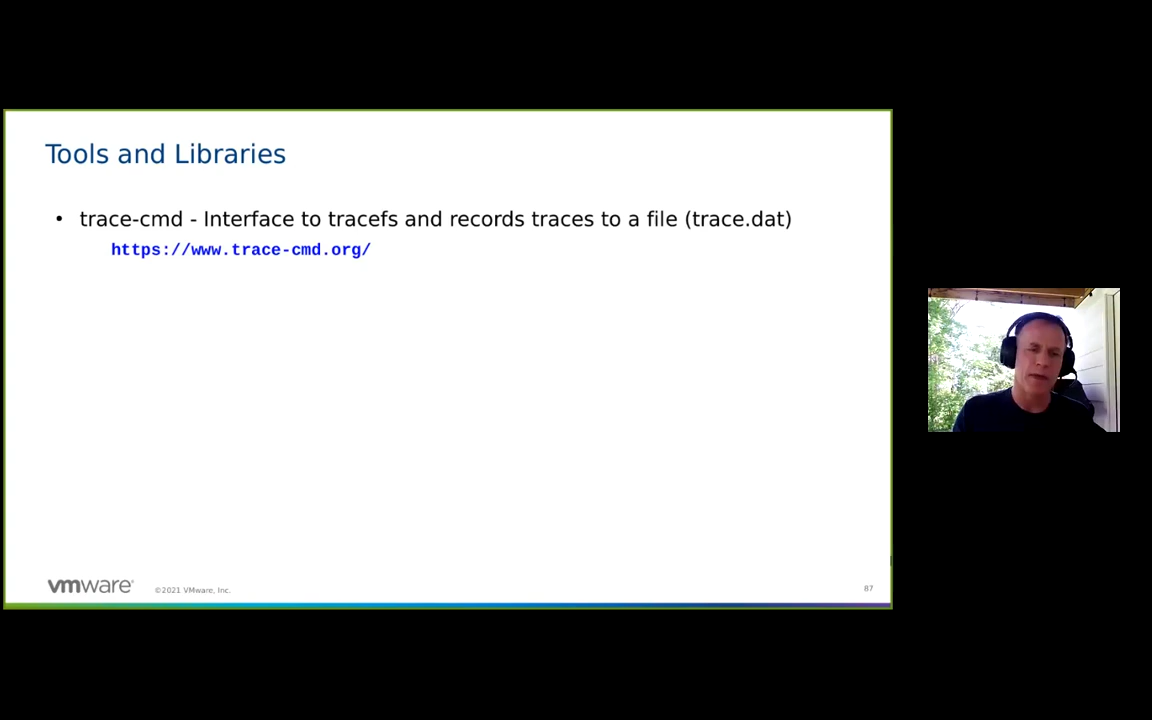 Tools and Libraries
• trace-cmd - Interface to tracefs and records traces to a file (trace.dat)
https://www.trace-cmd.org/
vmware®
©2021 VMware, Inc.
87